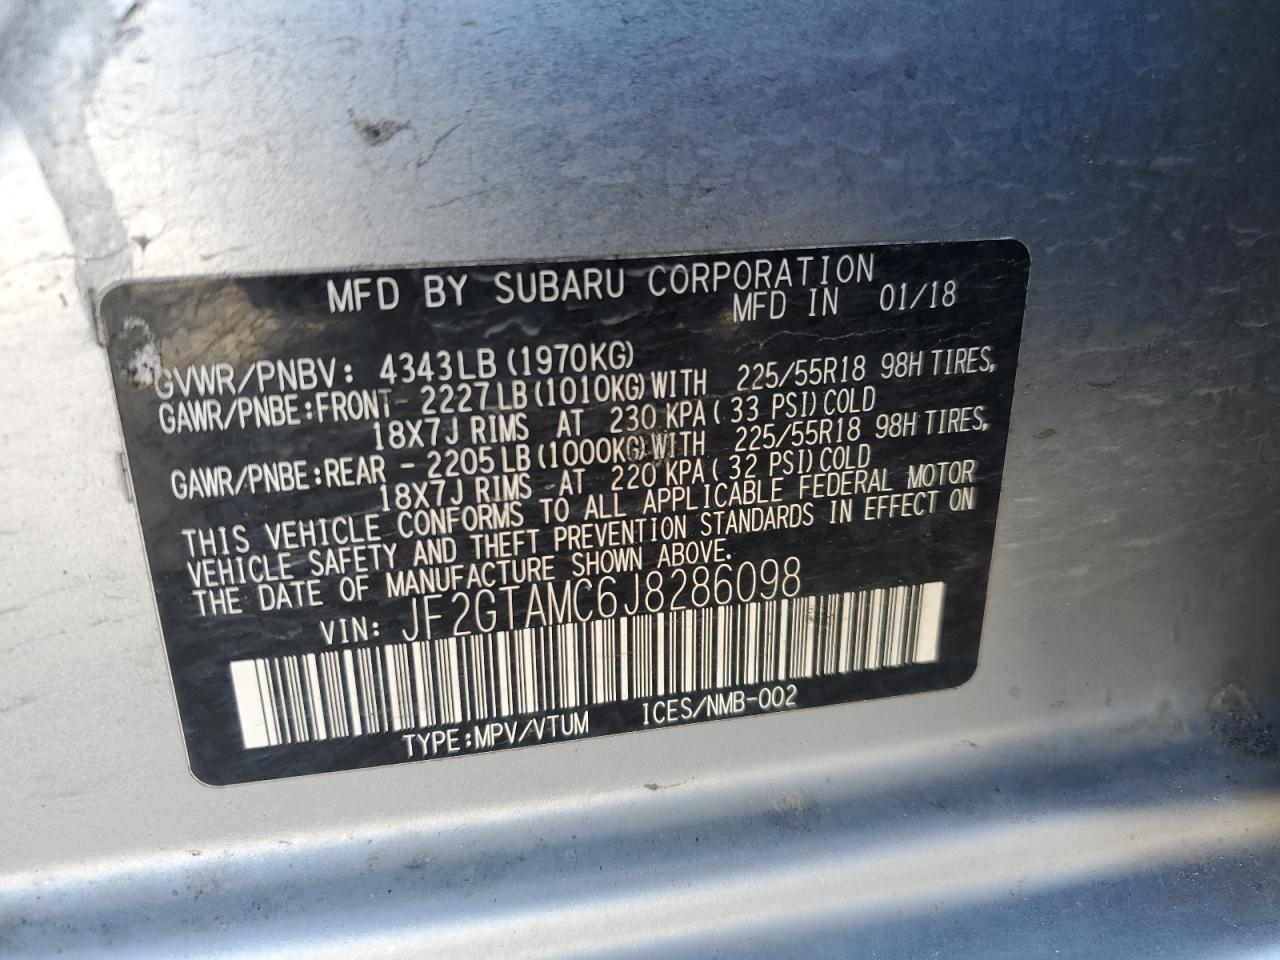 MFD BY SUBARU CORPORATION
MFD IN 01/18
GVWR/PNBV: 4343LB (1970KG)
GAWR/PNBE:FRONT- 2227LB(1010KG)WITH 225/55R18 98H TIRES,
18X7J RIMS AT 230 KPA( 33 PSI)COLD
GAWR/PNBE:REAR - 2205LB(1000KG)WITH 225/55R18 98H TIRES,
18X7J RIMS AT 220 KPA( 32 PSI)COLD
THIS VEHICLE CONFORMS TO ALL APPLICABLE FEDERAL MOTOR
VEHICLE SAFETY AND THEFT PREVENTION STANDARDS IN EFFECT ON
THE DATE OF MANUFACTURE SHOWN ABOVE.
VIN: JF2GTAMC6J8286098
TYPE:MPV/VTUM ICES/NMB-002